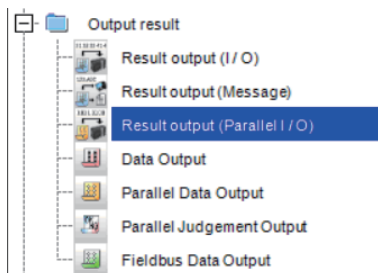 Output result
Result output (I / O)
Result output (Message)
Result output (Parallel I / O)
Data Output
Parallel Data Output
Parallel Judgement Output
Fieldbus Data Output